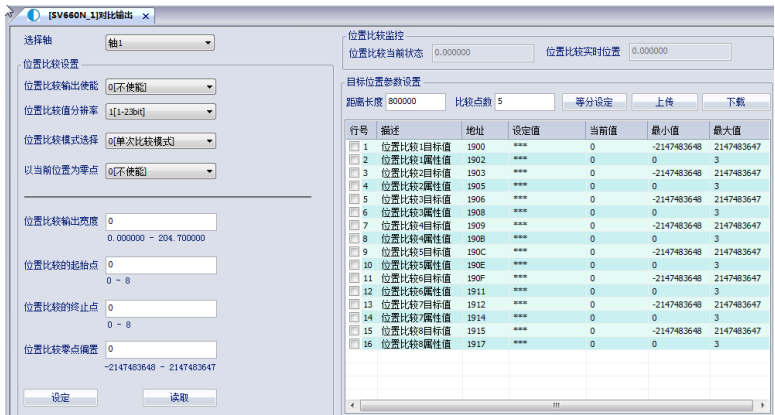 [SV660N_1]对比输出 x
选择轴 轴1
位置比较设置
位置比较输出使能 0[不使能]
位置比较值分辨率 1[1-23bit]
位置比较模式选择 0[单次比较模式]
以当前位置为零点 0[不使能]
位置比较输出宽度 0
0.000000 - 204.700000
位置比较的起始点 0
0 - 8
位置比较的终止点 0
0 - 8
位置比较零点偏置 0
-2147483648 - 2147483647
设定 读取
位置比较监控
位置比较当前状态 0.000000 位置比较实时位置 0.000000
目标位置参数设置
距离长度 800000 比较点数 5 等分设定 上传 下载
行号 描述 地址 设定值 当前值 最小值 最大值
1 位置比较1目标值 1900 *** 0 -2147483648 2147483647
2 位置比较1属性值 1902 *** 0 0 3
3 位置比较2目标值 1903 *** 0 -2147483648 2147483647
4 位置比较2属性值 1905 *** 0 0 3
5 位置比较3目标值 1906 *** 0 -2147483648 2147483647
6 位置比较3属性值 1908 *** 0 0 3
7 位置比较4目标值 1909 *** 0 -2147483648 2147483647
8 位置比较4属性值 190B *** 0 0 3
9 位置比较5目标值 190C *** 0 -2147483648 2147483647
10 位置比较5属性值 190E *** 0 0 3
11 位置比较6目标值 190F *** 0 -2147483648 2147483647
12 位置比较6属性值 1911 *** 0 0 3
13 位置比较7目标值 1912 *** 0 -2147483648 2147483647
14 位置比较7属性值 1914 *** 0 0 3
15 位置比较8目标值 1915 *** 0 -2147483648 2147483647
16 位置比较8属性值 1917 *** 0 0 3